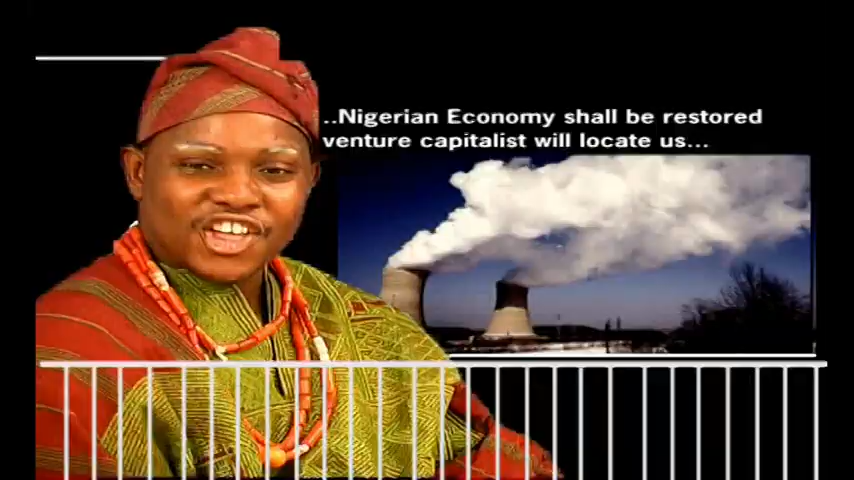 ..Nigerian Economy shall be restored
venture capitalist will locate us...